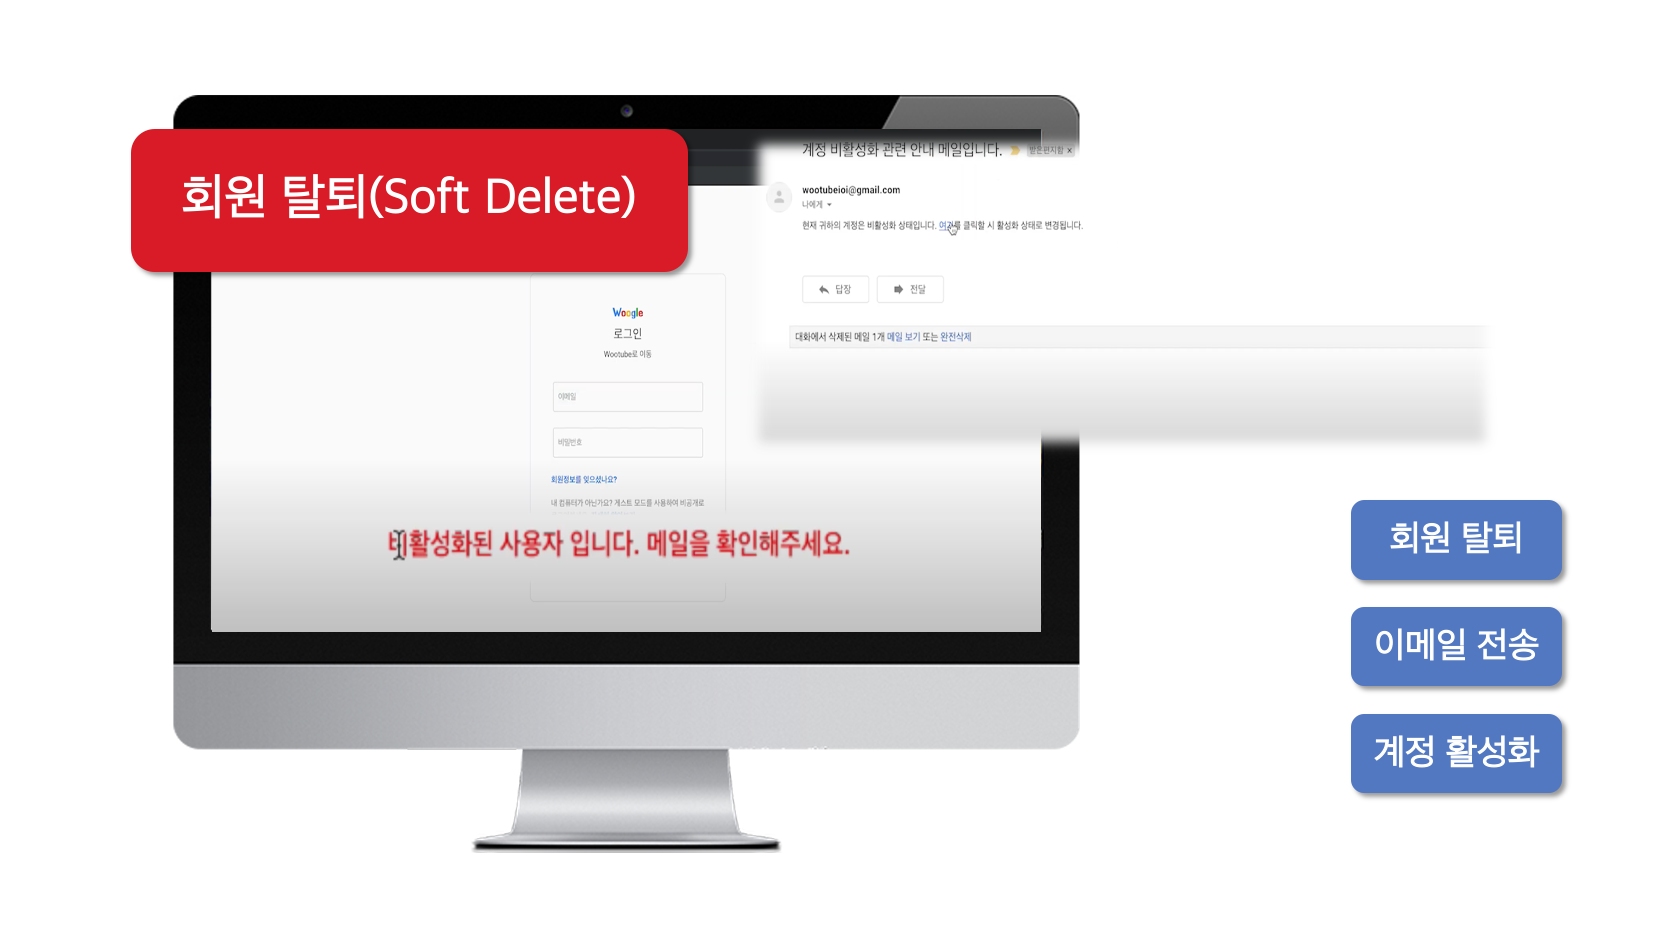 회원 탈퇴(Soft Delete)
계정 비활성화 관련 안내 메일입니다.
받은편지함 ×
wootubeioi@gmail.com
나에게
현재 귀하의 계정은 비활성화 상태입니다. 여기를 클릭할 시 활성화 상태로 변경됩니다.
답장
전달
대화에서 삭제된 메일 1개 메일 보기 또는 완전삭제
Woogle
로그인
Wootube로 이동
이메일
비밀번호
회원정보를 잊으셨나요?
내 컴퓨터가 아닌가요? 게스트 모드를 사용하여 비공개로
비활성화된 사용자 입니다. 메일을 확인해주세요.
회원 탈퇴
이메일 전송
계정 활성화